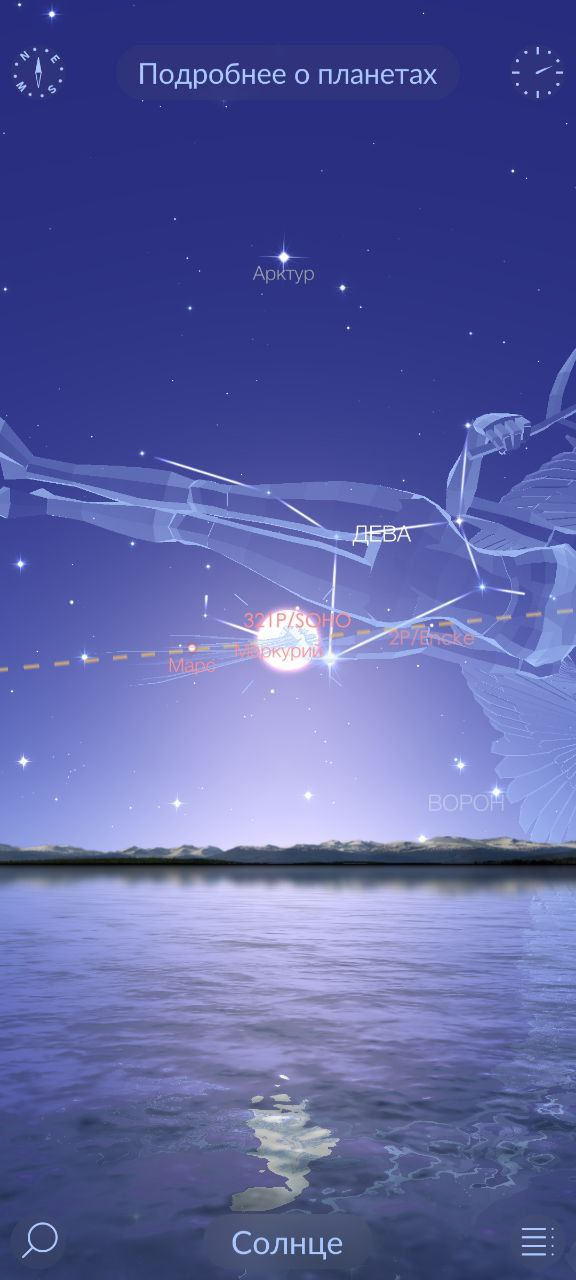 N
E
W
S
Подробнее о планетах
Арктур
ДЕВА
321P/SOHO
Меркурий
2P/Encke
Марс
ВОРОН
Солнце